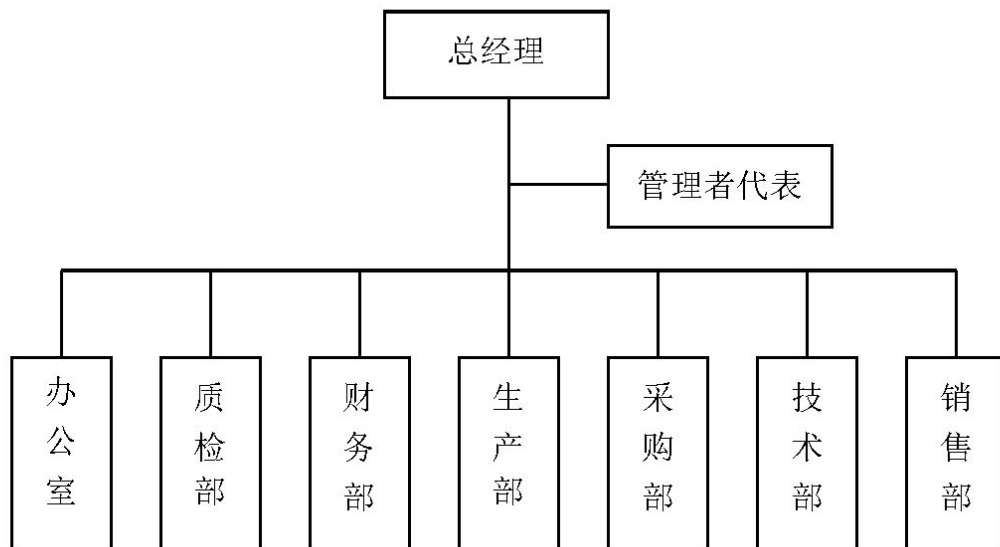 总经理
管理者代表
办公室
质检部
财务部
生产部
采购部
技术部
销售部